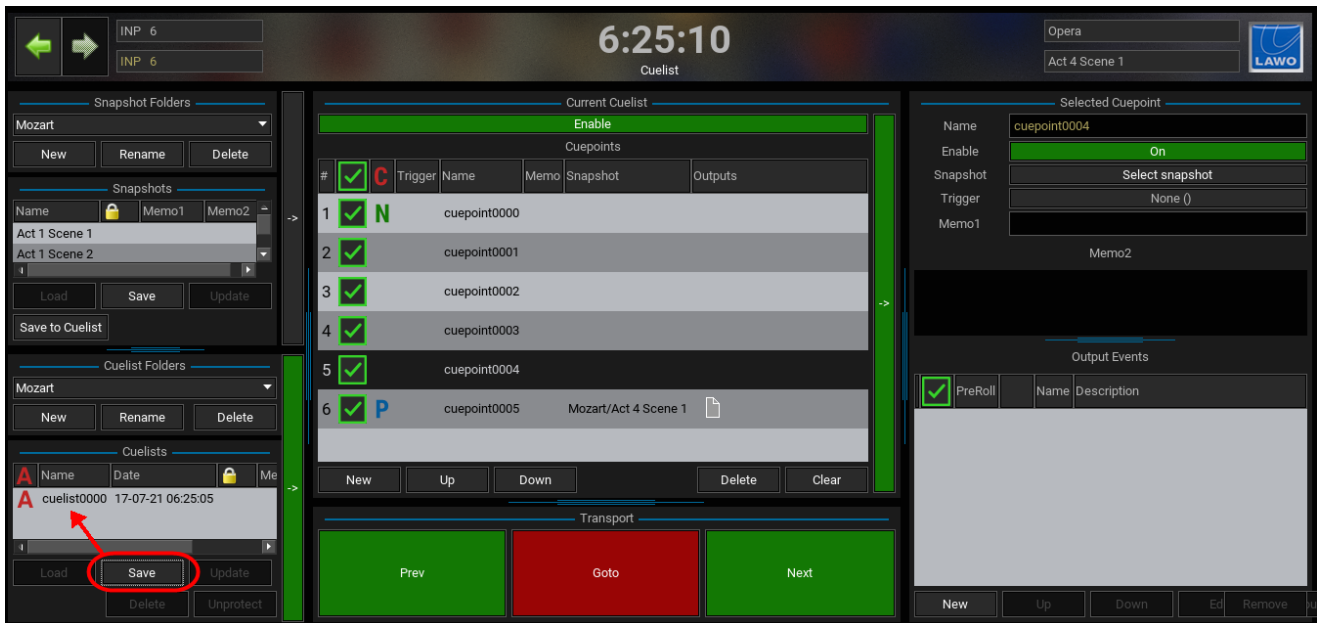 INP 6
INP 6
6:25:10
Cuelist
Opera
Act 4 Scene 1
LAWO
Snapshot Folders
Mozart
New Rename Delete
Snapshots
Name Memo1 Memo2
Act 1 Scene 1
Act 1 Scene 2
Load Save Update
Save to Cuelist
->
Cuelist Folders
Mozart
New Rename Delete
Cuelists
A Name Date Me
A cuelist0000 17-07-21 06:25:05
Load Save Update
Delete Unprotect
->
Current Cuelist
Enable
Cuepoints
# C Trigger Name Memo Snapshot Outputs
1 N cuepoint0000
2 cuepoint0001
3 cuepoint0002
4 cuepoint0003
5 cuepoint0004
6 P cuepoint0005 Mozart/Act 4 Scene 1
New Up Down Delete Clear
->
Transport
Prev Goto Next
Selected Cuepoint
Name cuepoint0004
Enable On
Snapshot Select snapshot
Trigger None ()
Memo1
Memo2
Output Events
PreRoll Name Description
New Up Down Ed Remove